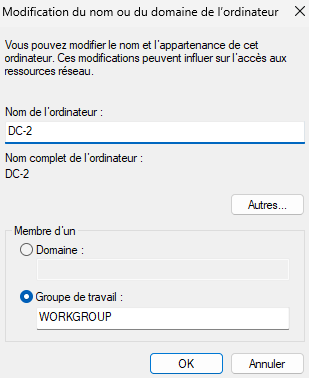 Modification du nom ou du domaine de l'ordinateur
Vous pouvez modifier le nom et l'appartenance de cet
ordinateur. Ces modifications peuvent influer sur l'accès aux
ressources réseau.
Nom de l'ordinateur :
DC-2
Nom complet de l'ordinateur :
DC-2
Autres...
Membre d'un
Domaine :
Groupe de travail :
WORKGROUP
OK
Annuler